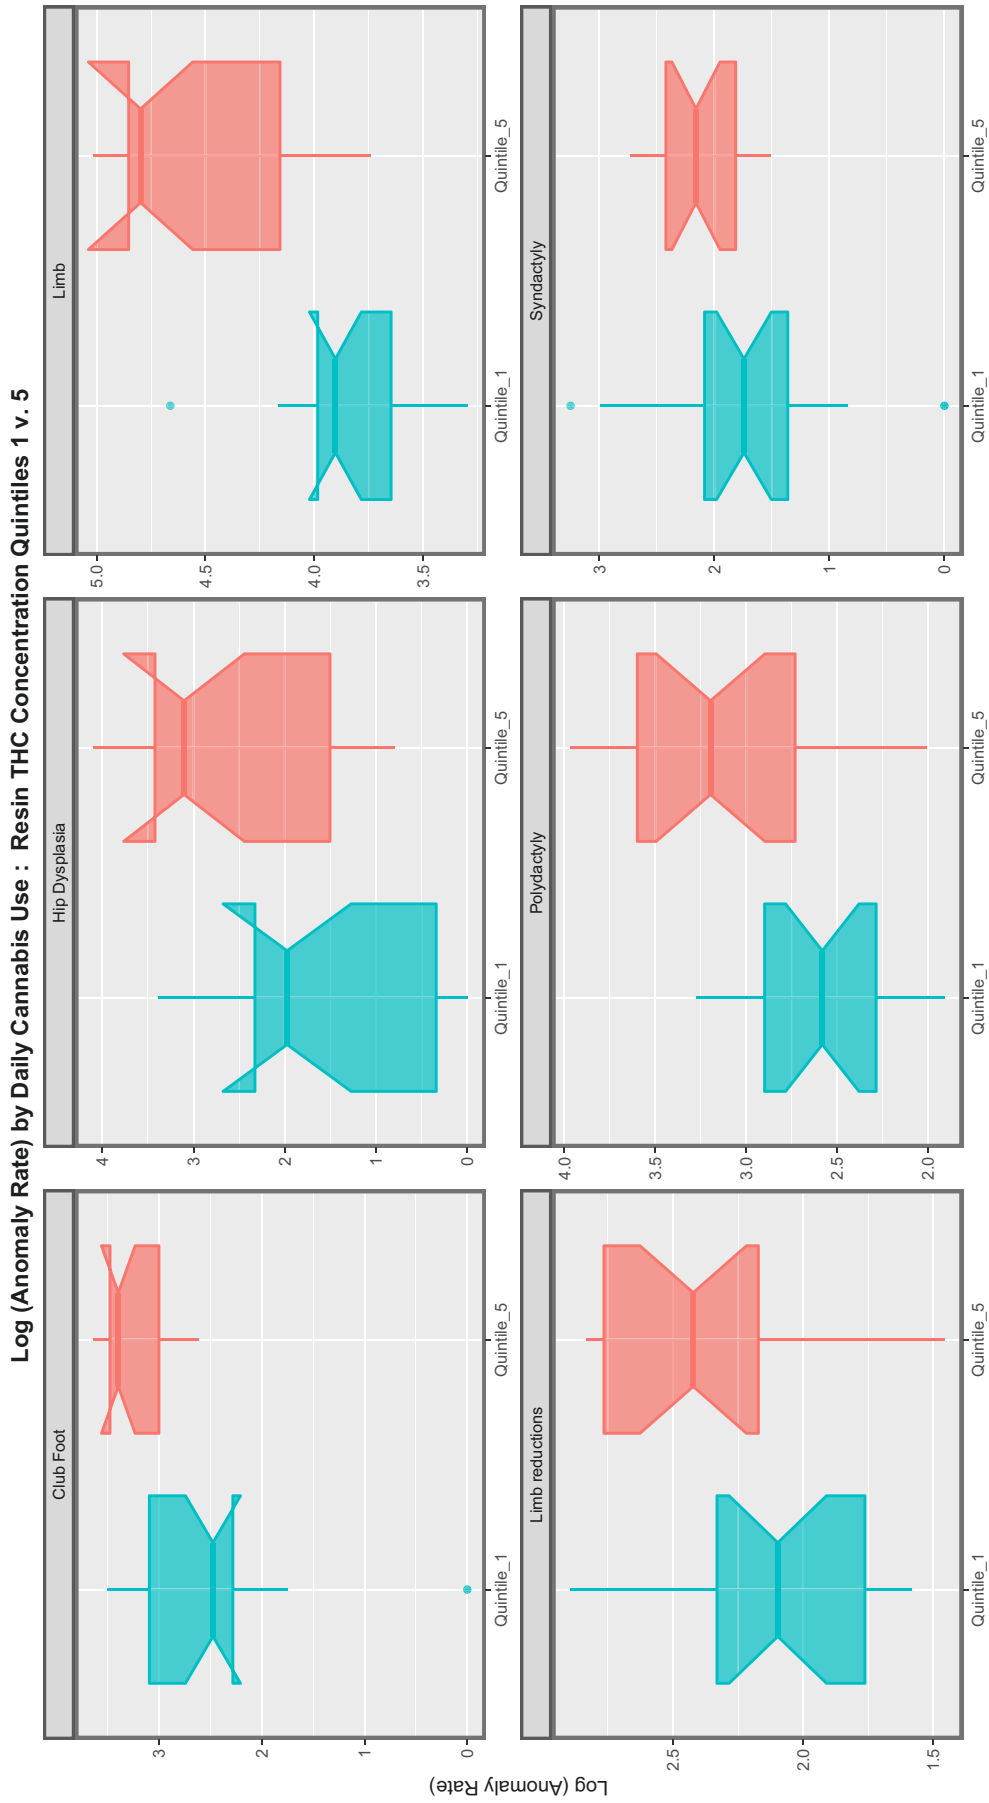 Log (Anomaly Rate) by Daily Cannabis Use :  Resin THC Concentration Quintiles 1 v. 5
Log (Anomaly Rate)
Club Foot
3
2
1
0
Quintile_1
Quintile_5
Hip Dysplasia
4
3
2
1
0
Quintile_1
Quintile_5
Limb
5.0
4.5
4.0
3.5
Quintile_1
Quintile_5
Limb reductions
2.5
2.0
1.5
Quintile_1
Quintile_5
Polydactyly
4.0
3.5
3.0
2.5
2.0
Quintile_1
Quintile_5
Syndactyly
3
2
1
0
Quintile_1
Quintile_5